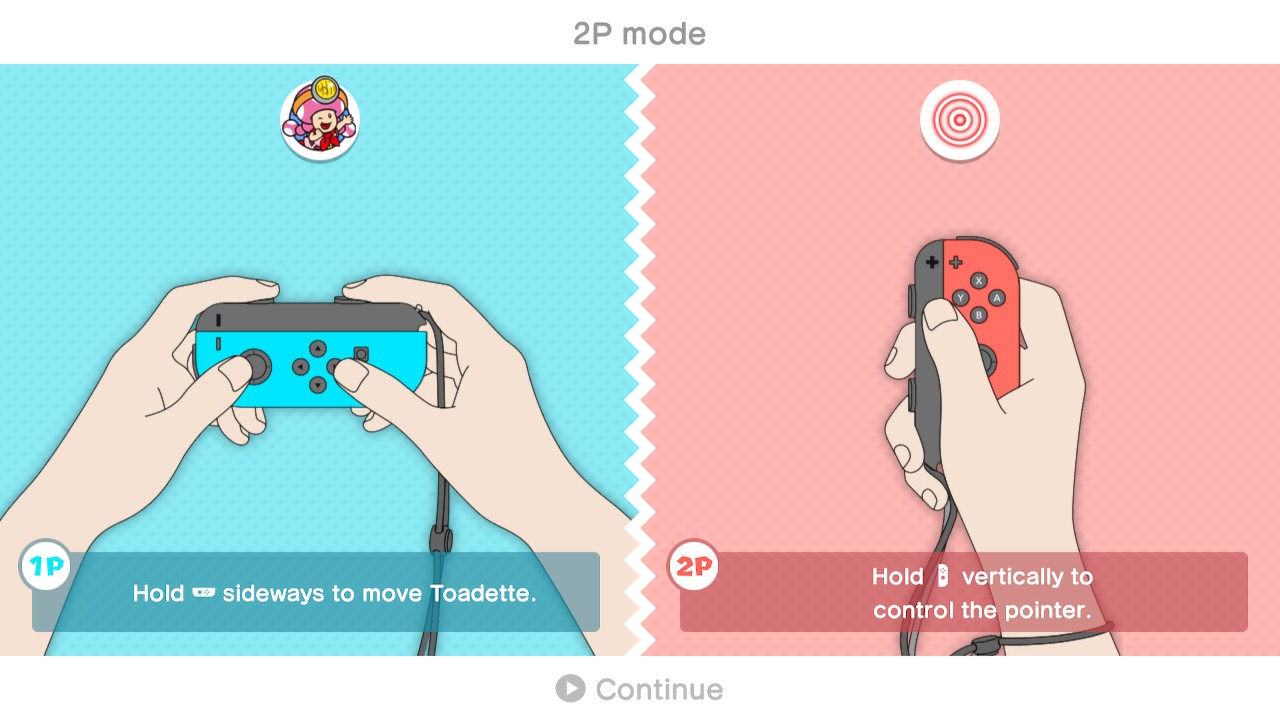 2P mode
X
Y
A
B
1P
Hold sideways to move Toadette.
2P
Hold vertically to
control the pointer.
Continue